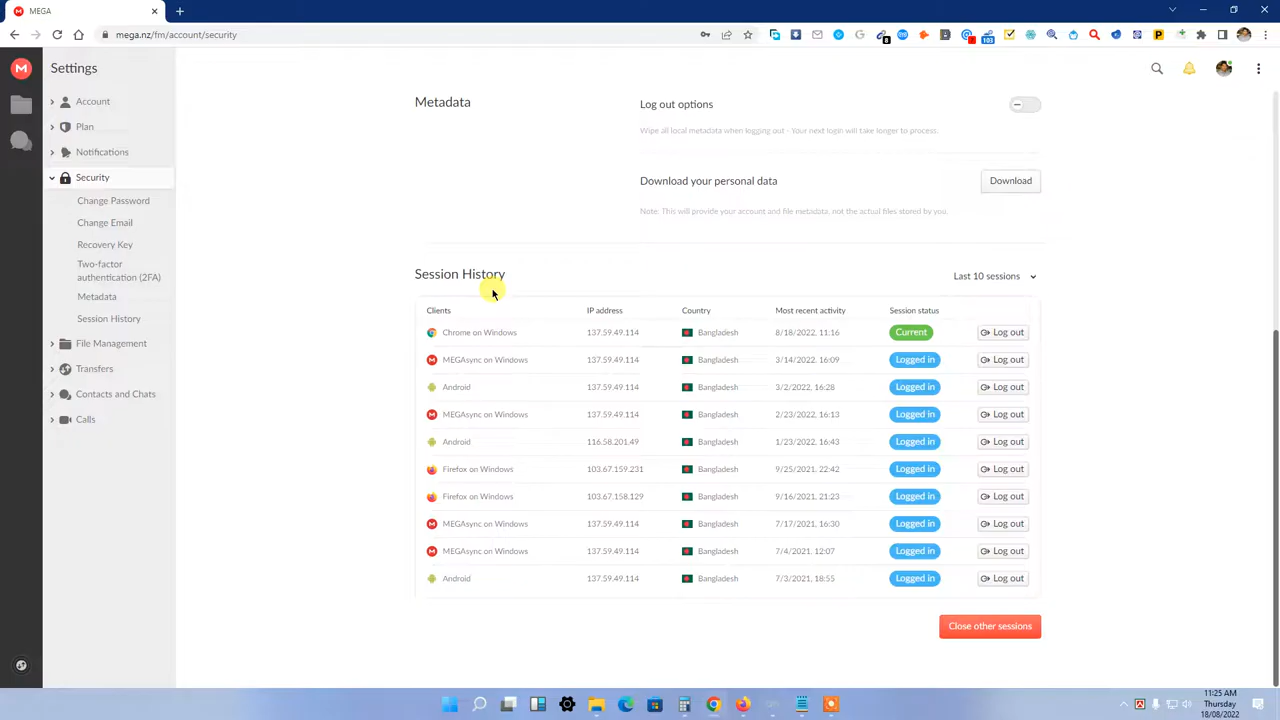 MEGA
mega.nz/fm/account/security
8
103
Settings
Account
Plan
Notifications
Security
Change Password
Change Email
Recovery Key
Two-factor
authentication (2FA)
Metadata
Session History
File Management
Transfers
Contacts and Chats
Calls
Metadata
Log out options
Wipe all local metadata when logging out - Your next login will take longer to process.
Download your personal data
Download
Note: This will provide your account and file metadata, not the actual files stored by you.
Session History
Last 10 sessions
Clients IP address Country Most recent activity Session status
Chrome on Windows 137.59.49.114 Bangladesh 8/18/2022, 11:16 Current Log out
MEGAsync on Windows 137.59.49.114 Bangladesh 3/14/2022, 16:09 Logged in Log out
Android 137.59.49.114 Bangladesh 3/2/2022, 16:28 Logged in Log out
MEGAsync on Windows 137.59.49.114 Bangladesh 2/23/2022, 16:13 Logged in Log out
Android 116.58.201.49 Bangladesh 1/23/2022, 16:43 Logged in Log out
Firefox on Windows 103.67.159.231 Bangladesh 9/25/2021, 22:42 Logged in Log out
Firefox on Windows 103.67.158.129 Bangladesh 9/16/2021, 21:23 Logged in Log out
MEGAsync on Windows 137.59.49.114 Bangladesh 7/17/2021, 16:30 Logged in Log out
MEGAsync on Windows 137.59.49.114 Bangladesh 7/4/2021, 12:07 Logged in Log out
Android 137.59.49.114 Bangladesh 7/3/2021, 18:55 Logged in Log out
Close other sessions
11:25 AM
Thursday
18/08/2022